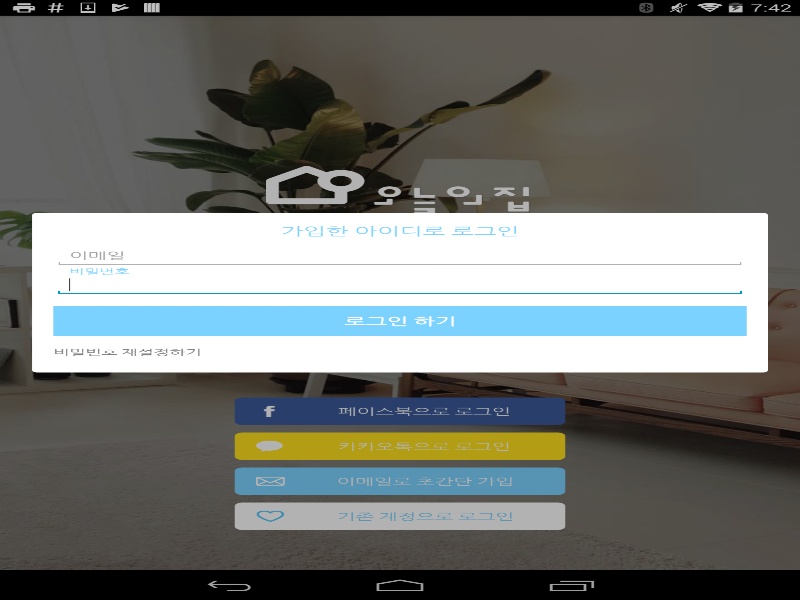 7:42
오늘의집
가입한 아이디로 로그인
이메일
비밀번호
로그인 하기
비밀번호 재설정하기
페이스북으로 로그인
카카오톡으로 로그인
이메일로 초간단 가입
기존 계정으로 로그인